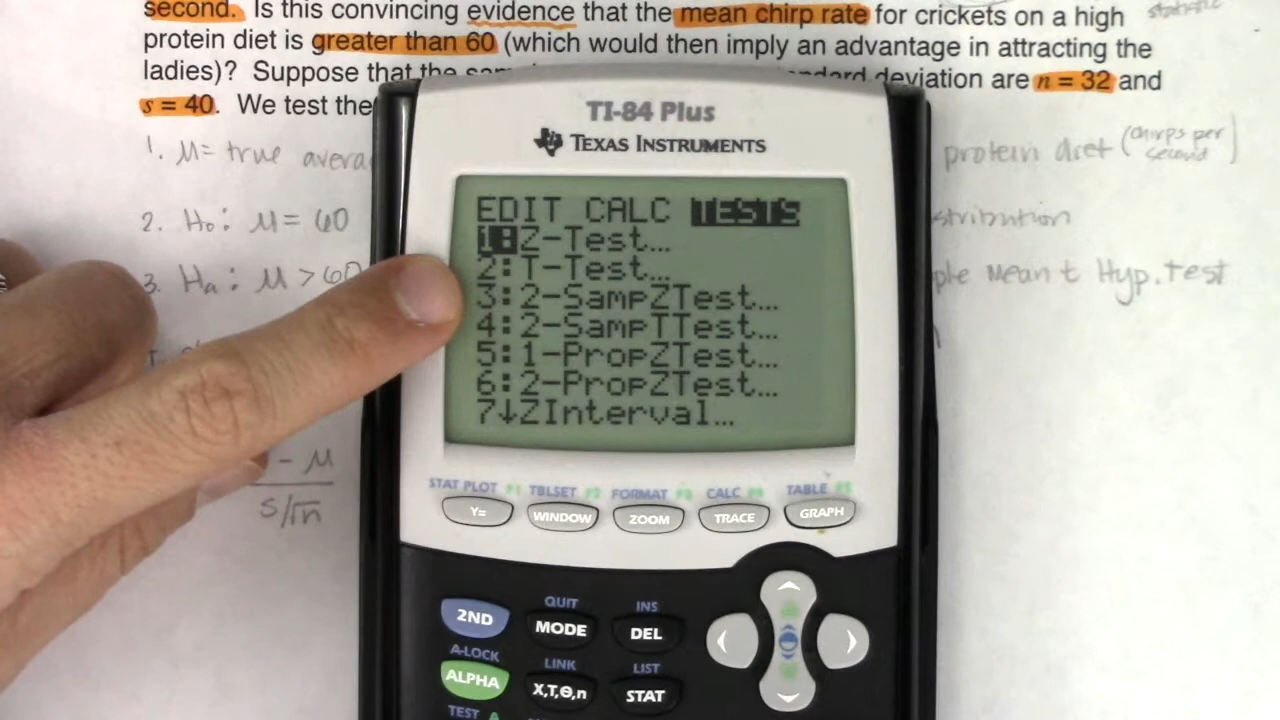 second. Is this convincing evidence that the mean chirp rate for crickets on a high
statistic
protein diet is greater than 60 (which would then imply an advantage in attracting the
ladies)? Suppose that the sam standard deviation are n = 32 and
s = 40. We test the
1. μ = true avera protein diet (chirps per second)
2. H₀: μ = 60 distribution
3. Hₐ: μ > 60 ple mean t Hyp. Test
- μ
s/√n
TI-84 Plus
TEXAS INSTRUMENTS
EDIT CALC TESTS
1:Z-Test…
2:T-Test…
3:2-SampZTest…
4:2-SampTTest…
5:1-PropZTest…
6:2-PropZTest…
7↓ZInterval…
STAT PLOT F1 TBLSET F2 FORMAT F3 CALC F4 TABLE F5
Y= WINDOW ZOOM TRACE GRAPH
QUIT INS
2ND MODE DEL
A-LOCK LINK LIST
ALPHA X,T,Θ,n STAT
TEST A